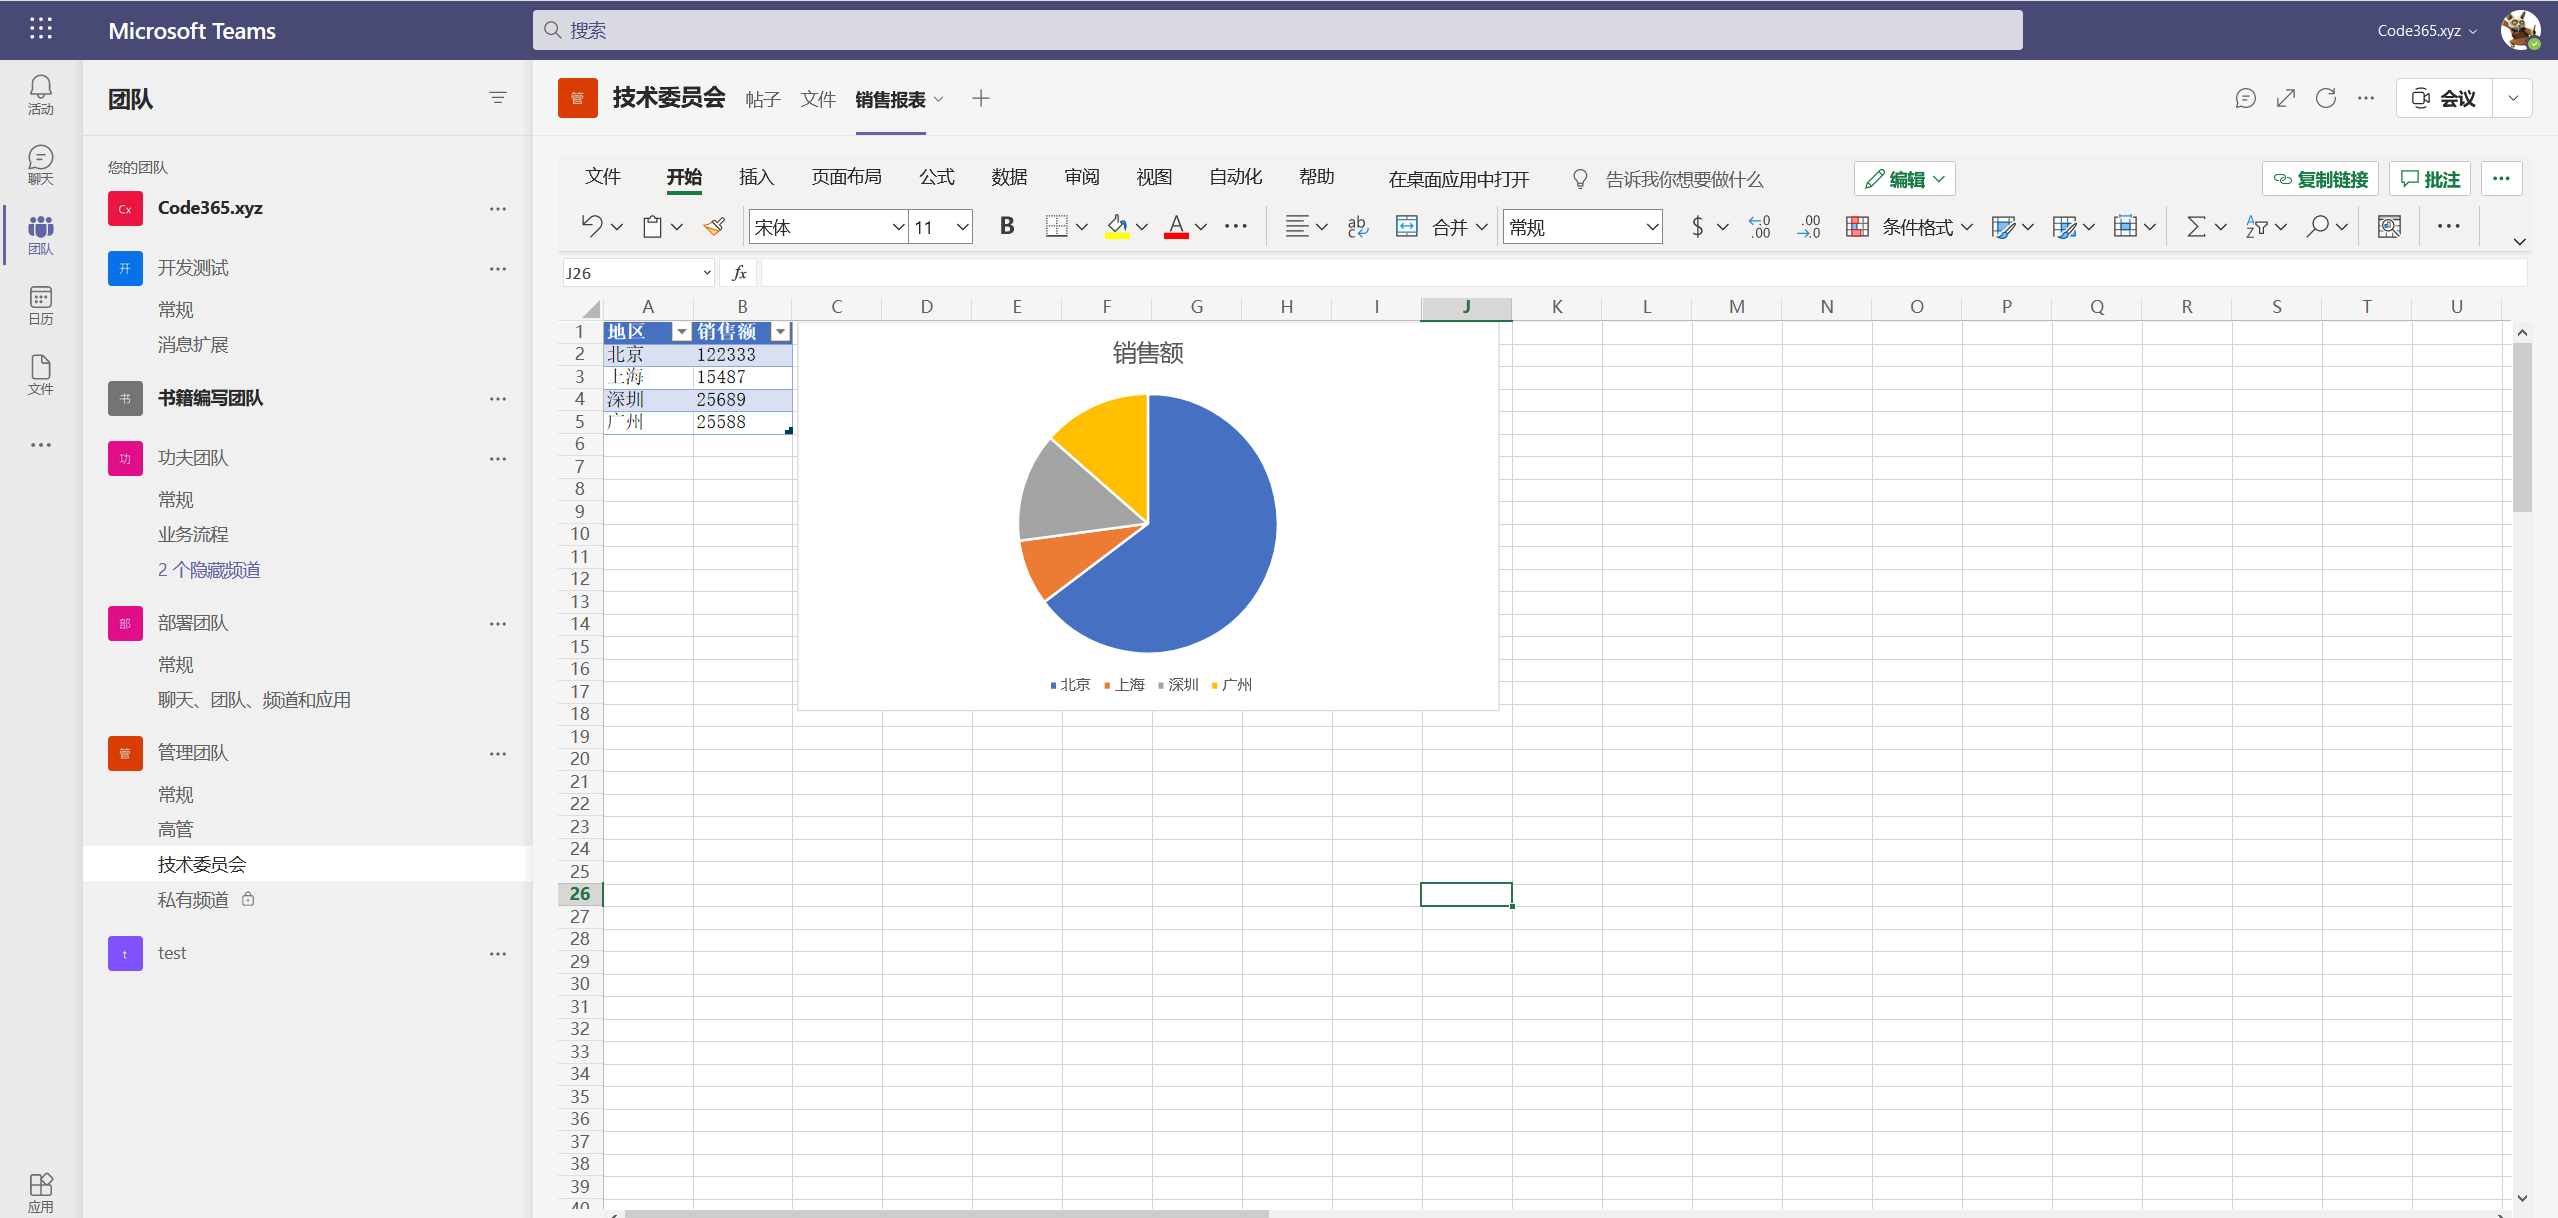 Microsoft Teams
搜索
Code365.xyz
活动
聊天
团队
日历
文件
应用
团队
您的团队
Cx Code365.xyz
开 开发测试
常规
消息扩展
书 书籍编写团队
功 功夫团队
常规
业务流程
2 个隐藏频道
部 部署团队
常规
聊天、团队、频道和应用
管 管理团队
常规
高管
技术委员会
私有频道
t test
管 技术委员会 帖子 文件 销售报表
会议
文件 开始 插入 页面布局 公式 数据 审阅 视图 自动化 帮助 在桌面应用中打开 告诉我你想要做什么 编辑 复制链接 批注
宋体 11 B A 合并 常规 $ 条件格式
J26 fx
A B C D E F G H I J K L M N O P Q R S T U
1 地区 销售额
2 北京 122333
3 上海 15487
4 深圳 25689
5 广州 25588
6
7
8
9
10
11
12
13
14
15
16
17
18
19
20
21
22
23
24
25
26
27
28
29
30
31
32
33
34
35
36
37
38
39
40
销售额
北京 上海 深圳 广州